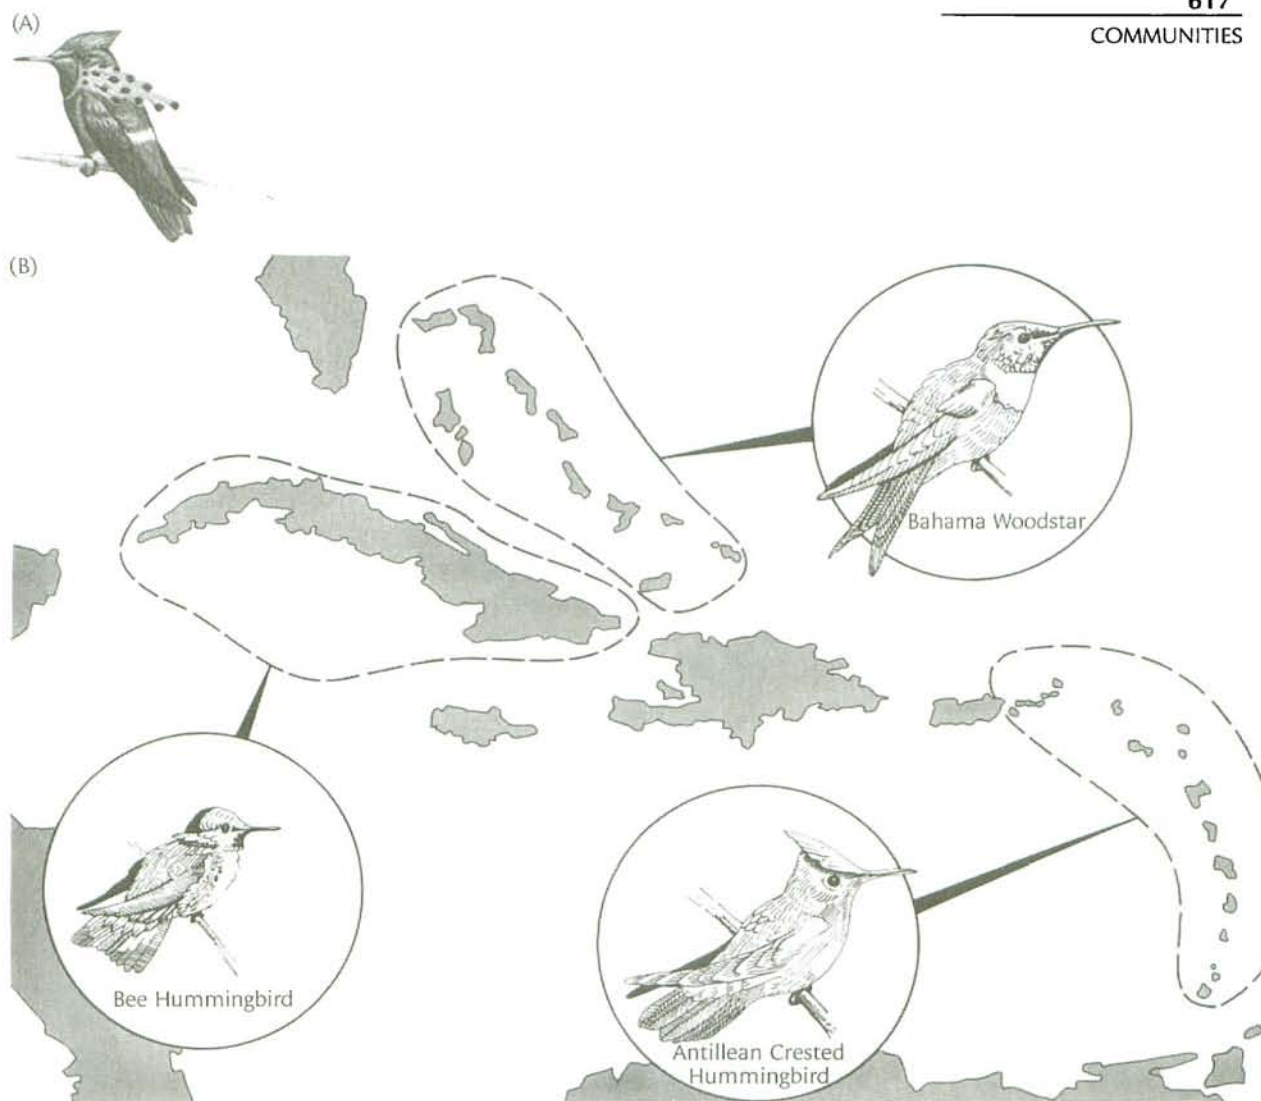 617
COMMUNITIES
(A)
(B)
Bahama Woodstar
Bee Hummingbird
Antillean Crested
Hummingbird